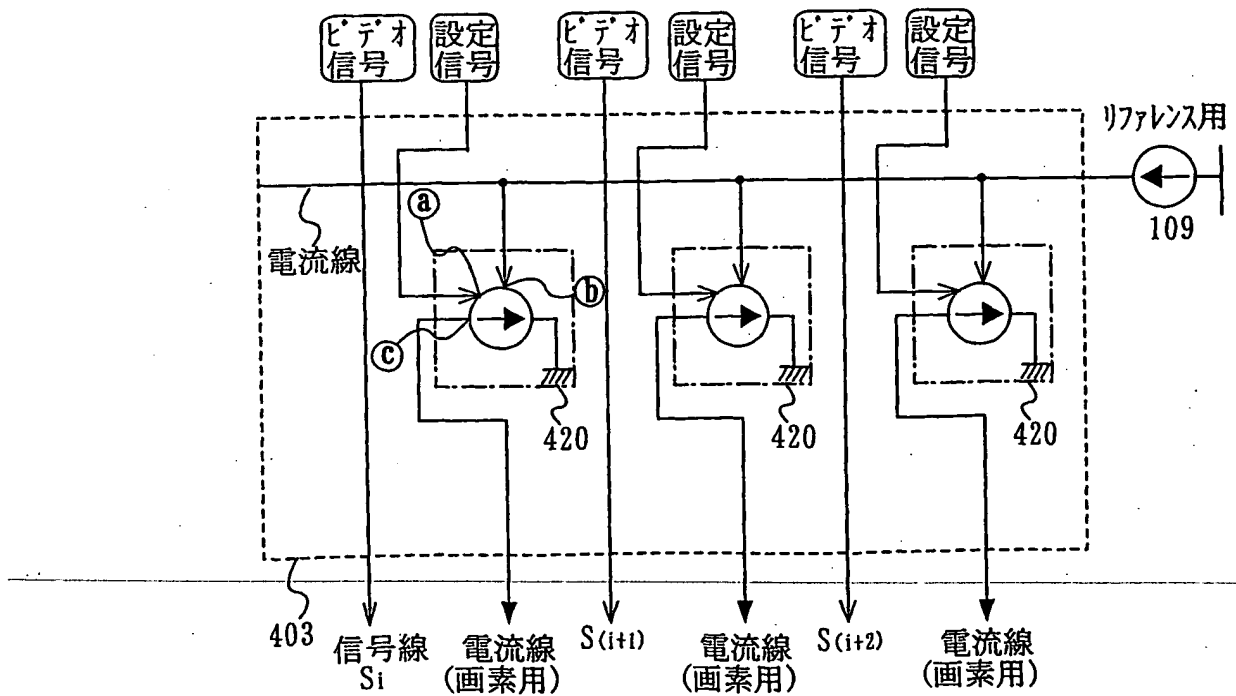 ビデオ
信号
設定
信号
ビデオ
信号
設定
信号
ビデオ
信号
設定
信号
リファレンス用
109
電流線
ⓐ
ⓑ
ⓒ
420
420
420
403
信号線
Si
電流線
(画素用)
S(i+1)
電流線
(画素用)
S(i+2)
電流線
(画素用)